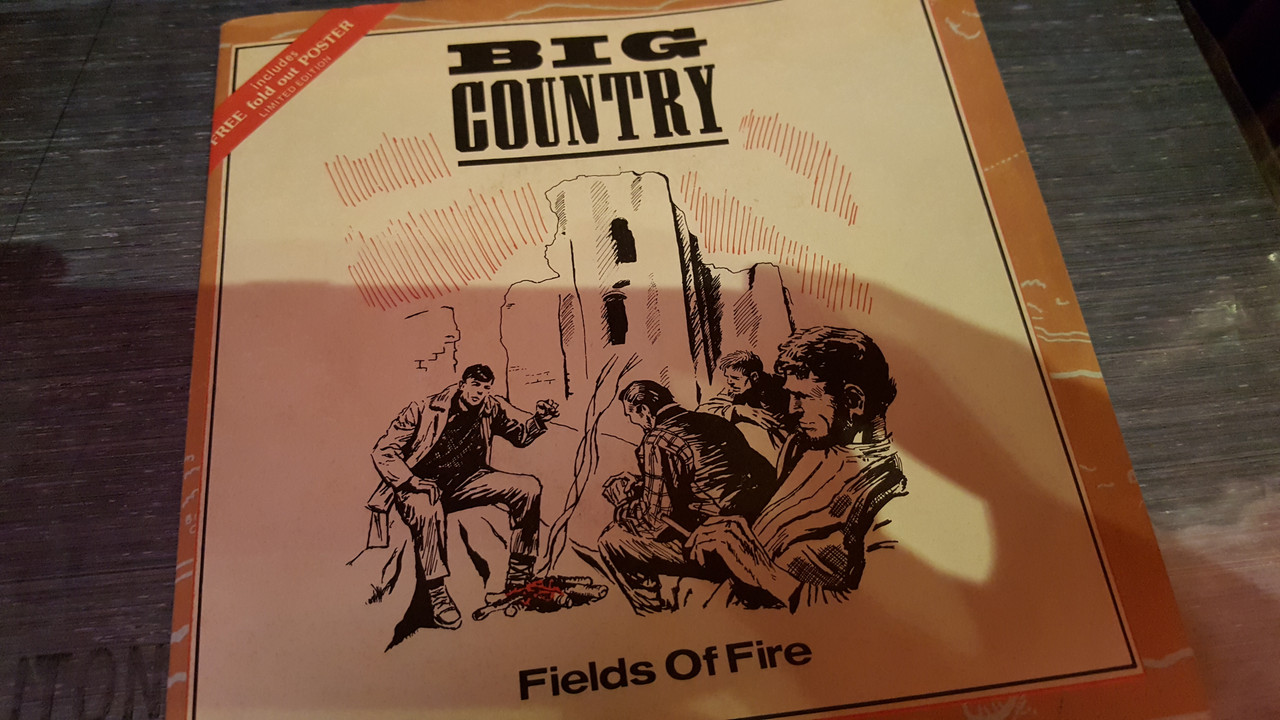 includes
FREE fold out POSTER
LIMITED EDITION
BIG
COUNTRY
Fields Of Fire